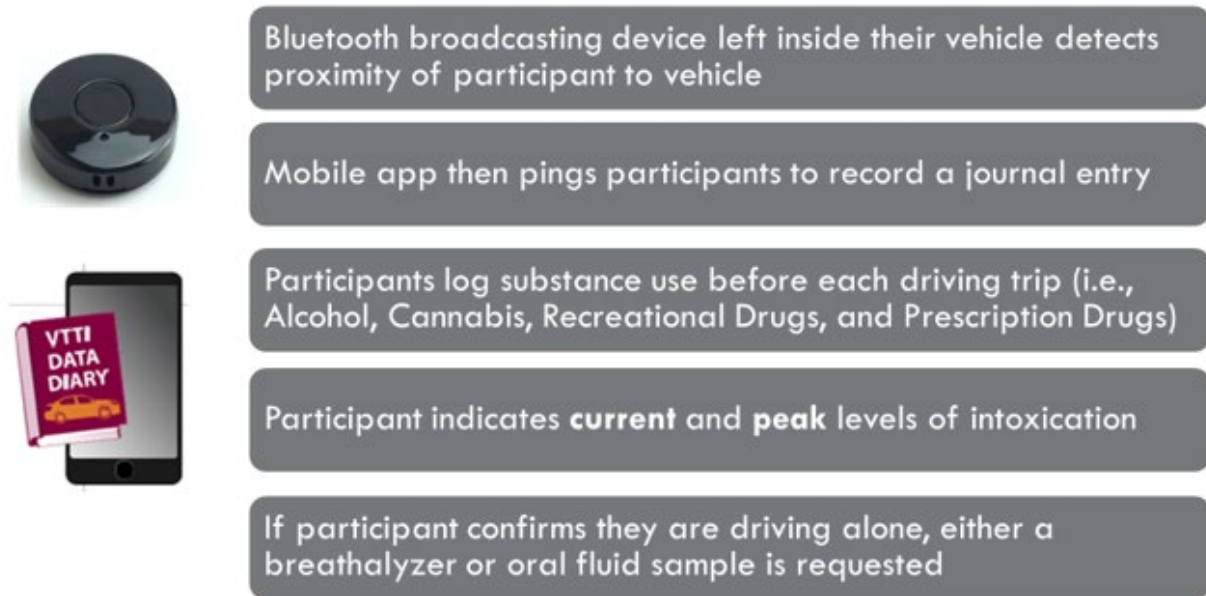 Bluetooth broadcasting device left inside their vehicle detects
proximity of participant to vehicle
Mobile app then pings participants to record a journal entry
VTTI
DATA
DIARY
Participants log substance use before each driving trip (i.e.,
Alcohol, Cannabis, Recreational Drugs, and Prescription Drugs)
Participant indicates current and peak levels of intoxication
If participant confirms they are driving alone, either a
breathalyzer or oral fluid sample is requested